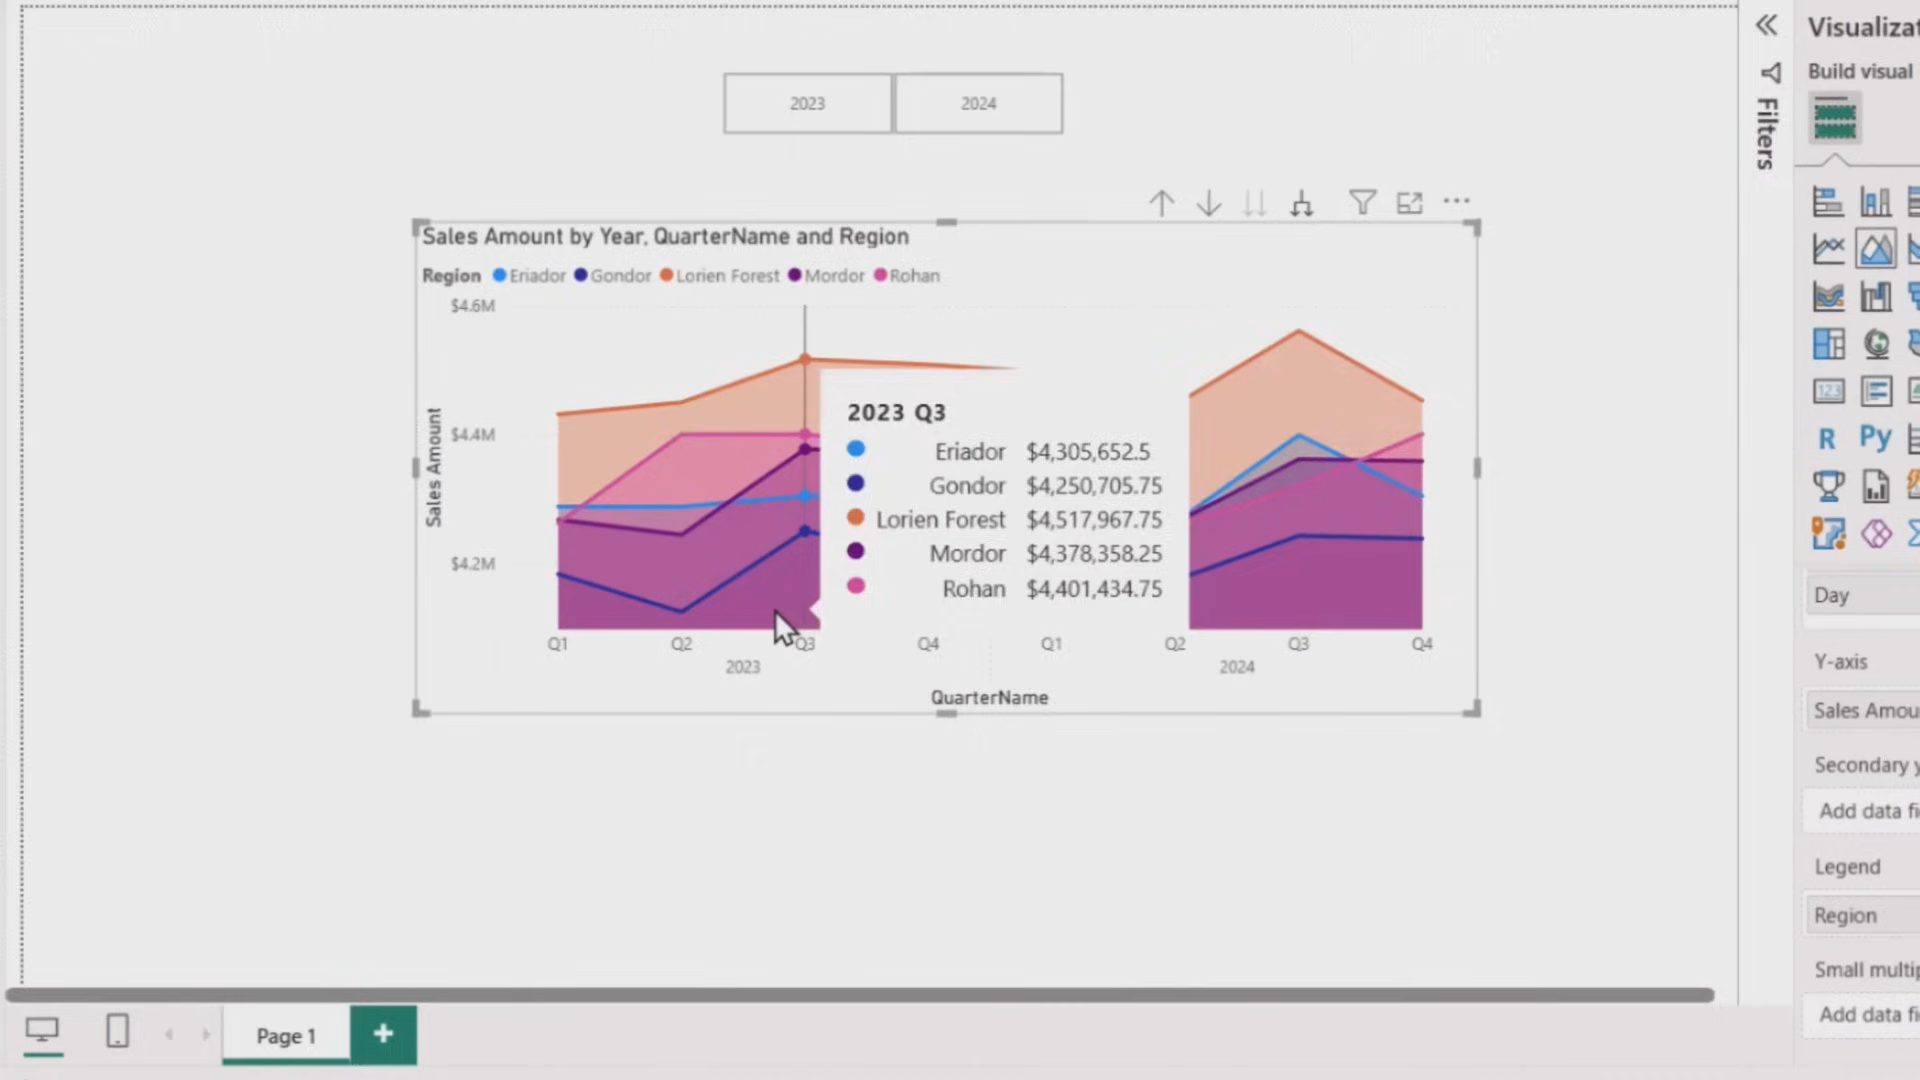 Visualizat
Build visual
Filters
2023
2024
Sales Amount by Year, QuarterName and Region
Region Eriador Gondor Lorien Forest Mordor Rohan
$4.6M
$4.4M
$4.2M
Sales Amount
2023 Q3
Eriador $4,305,652.5
Gondor $4,250,705.75
Lorien Forest $4,517,967.75
Mordor $4,378,358.25
Rohan $4,401,434.75
Q1 Q2 Q3 Q4 Q1 Q2 Q3 Q4
2023 2024
QuarterName
123
R Py
Day
Y-axis
Sales Amou
Secondary y
Add data fi
Legend
Region
Small multip
Add data fi
Page 1